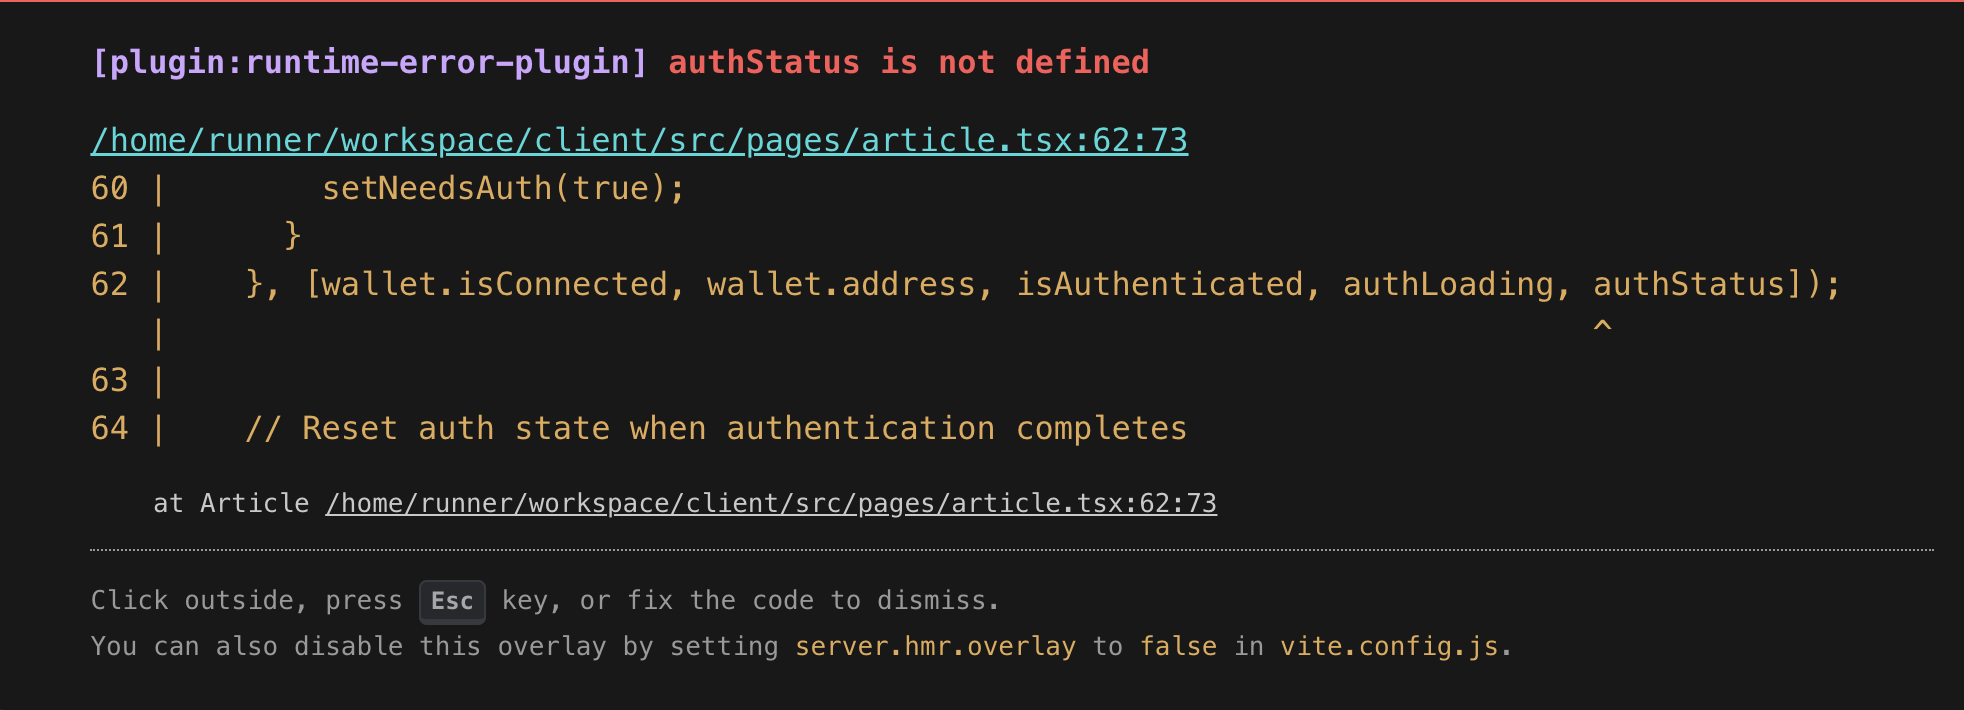 [plugin:runtime-error-plugin] authStatus is not defined
/home/runner/workspace/client/src/pages/article.tsx:62:73
60 |        setNeedsAuth(true);
61 |      }
62 |    }, [wallet.isConnected, wallet.address, isAuthenticated, authLoading, authStatus]);
   |                                                                          ^
63 |
64 |    // Reset auth state when authentication completes
at Article /home/runner/workspace/client/src/pages/article.tsx:62:73
Click outside, press Esc key, or fix the code to dismiss.
You can also disable this overlay by setting server.hmr.overlay to false in vite.config.js.